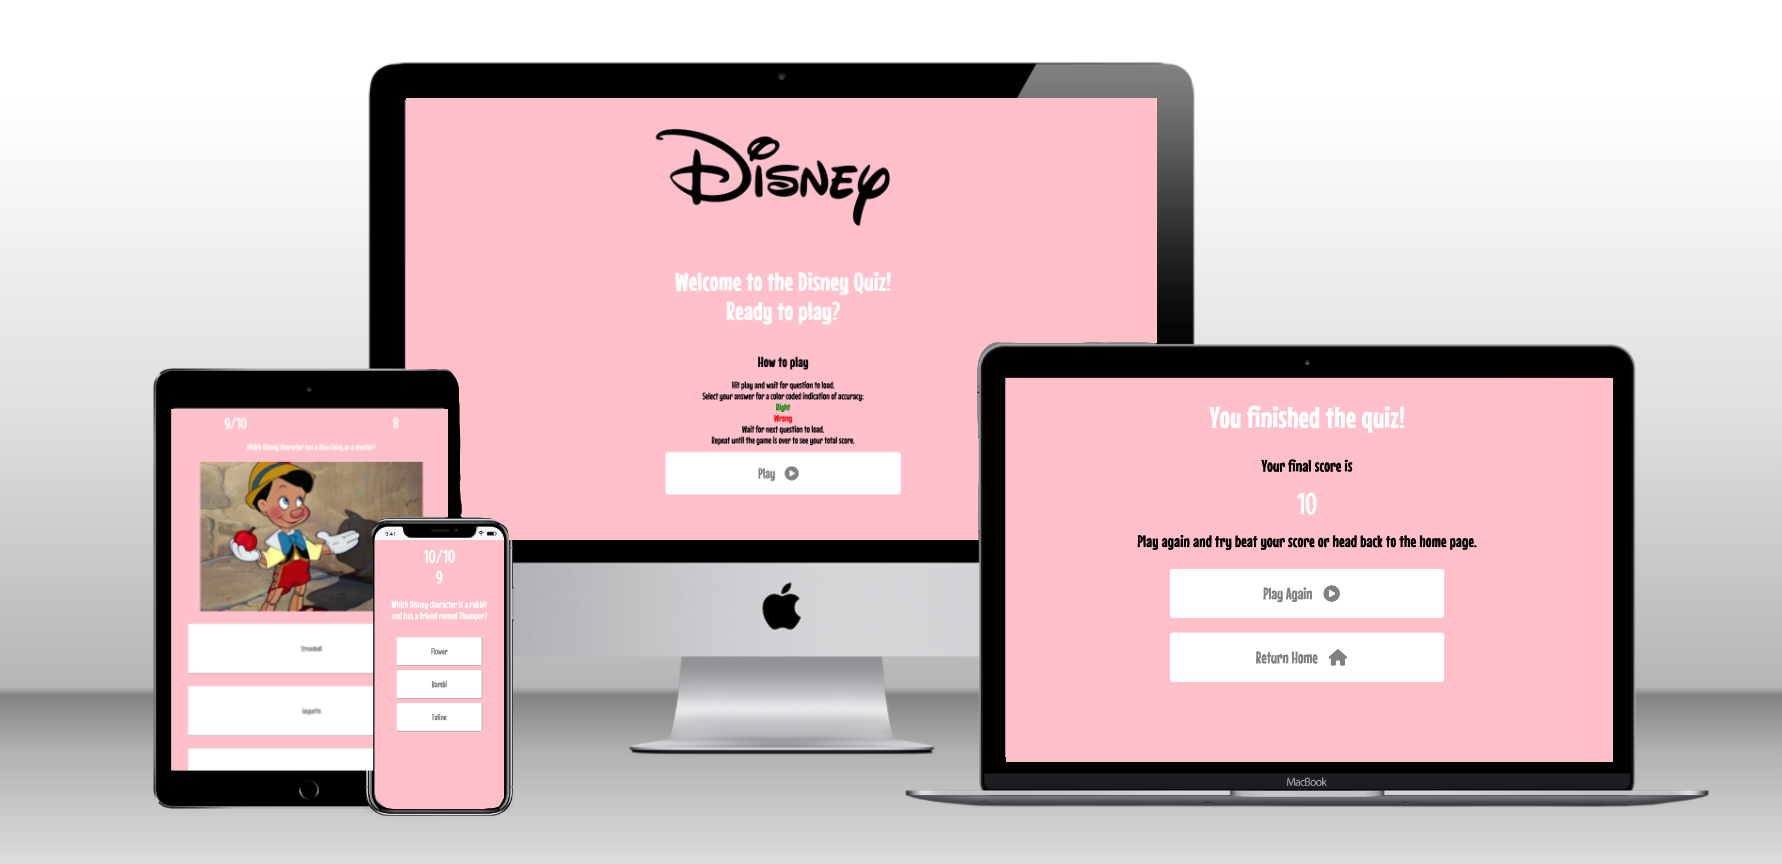 Disney
Welcome to the Disney Quiz!
Ready to play?
How to play
Hit play and wait for question to load.
Select your answer for a color coded indication of accuracy:
Right
Wrong
Wait for next question to load.
Repeat until the game is over to see your total score.
Play
9/10
8
Which Disney character has a Blue Fairy as a mentor?
Stromboli
Geppetto
9:41
10/10
9
Which Disney character is a rabbit
and has a friend named Thumper?
Flower
Bambi
Faline
You finished the quiz!
Your final score is
10
Play again and try beat your score or head back to the home page.
Play Again
Return Home
MacBook